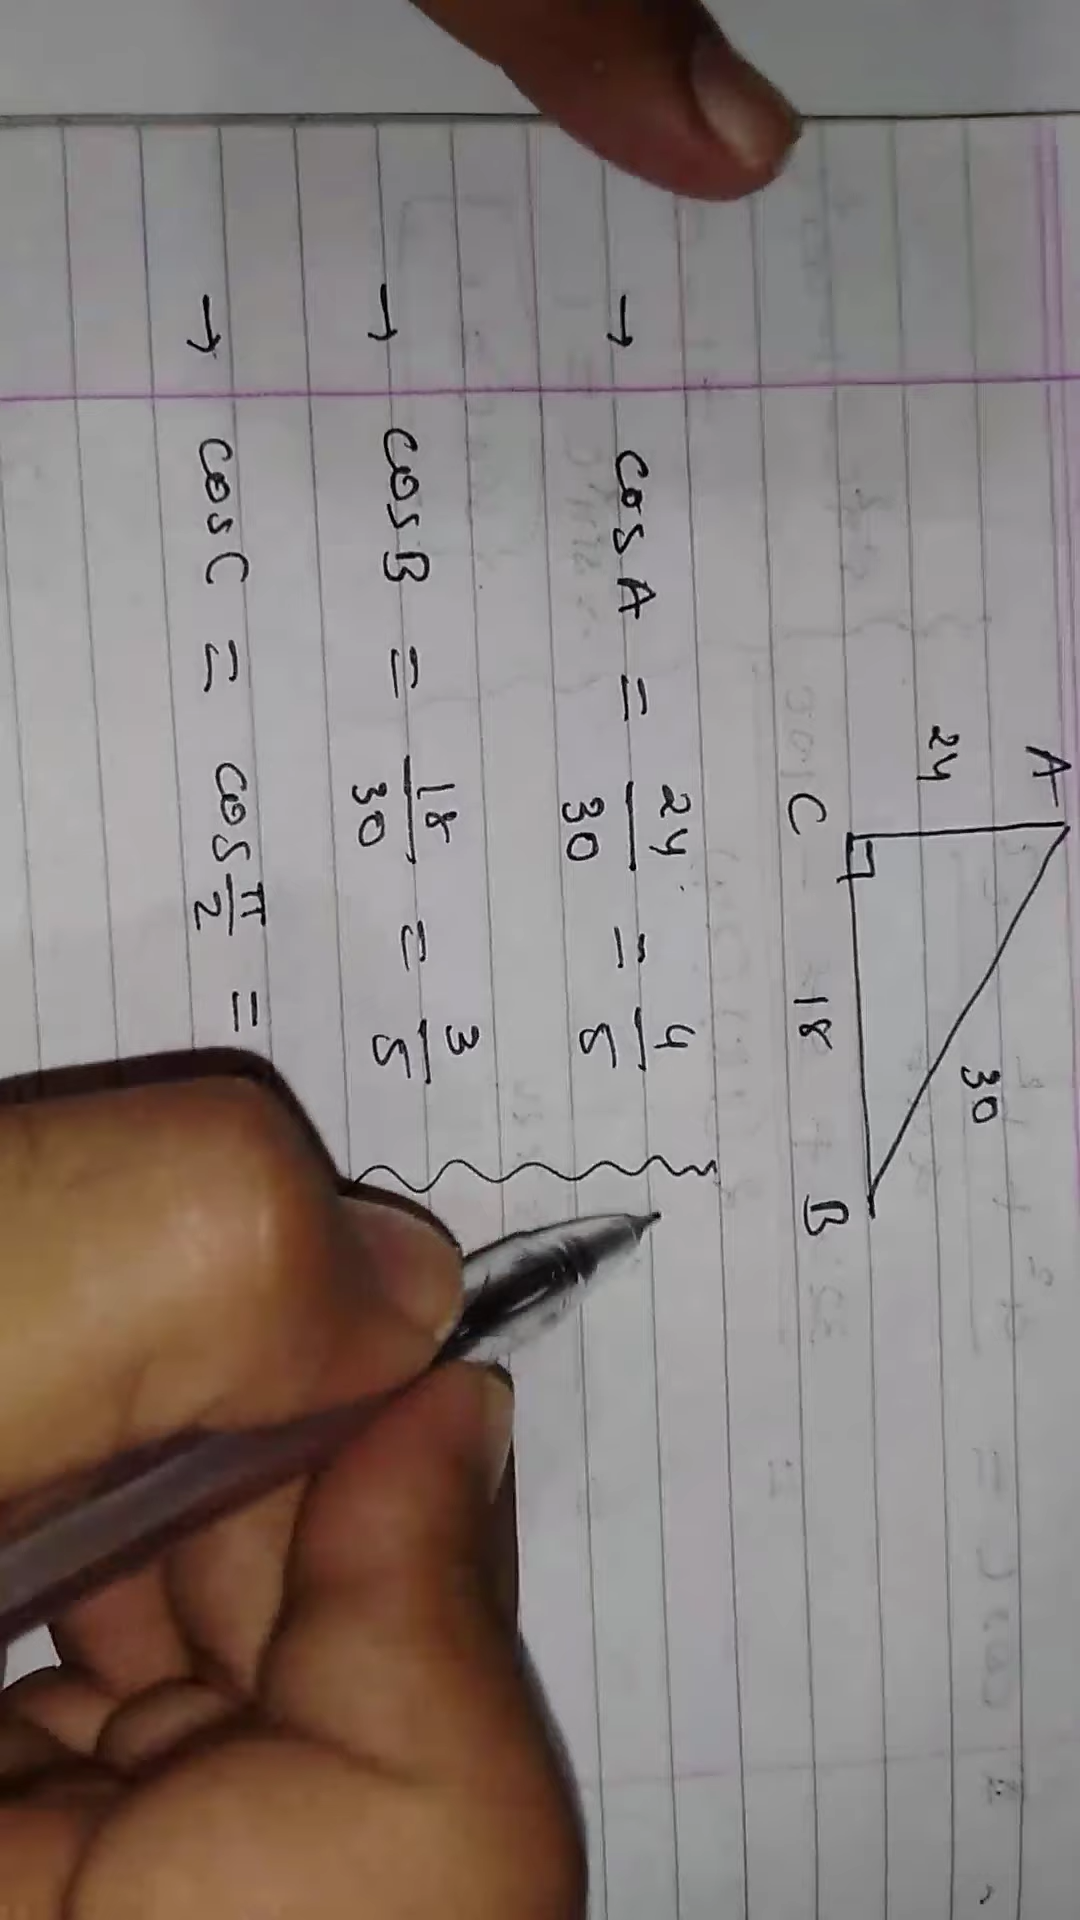 A
24
30
C
18
B
→ cos A = 24/30 = 4/5
→ cos B = 18/30 = 3/5
→ cos C = cos π/2 =